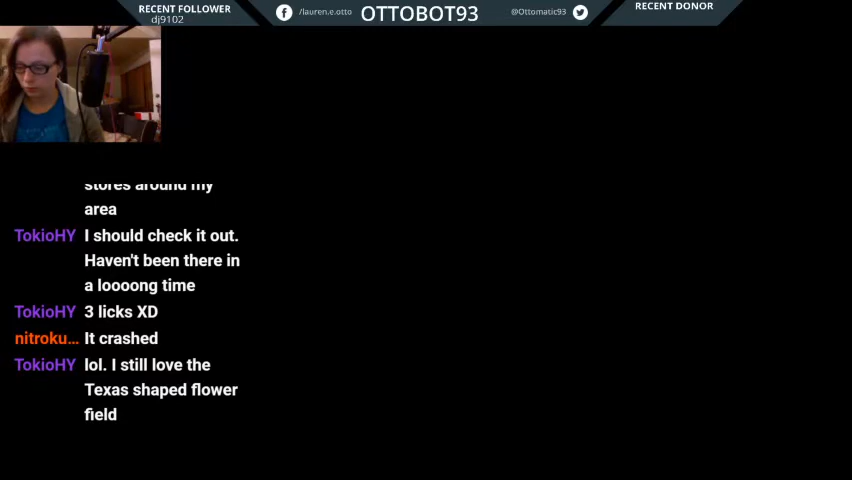 RECENT FOLLOWER
dj9102
/lauren.e.otto
OTTOBOT93
@Ottomatic93
RECENT DONOR
stores around my
area
TokioHY I should check it out.
Haven't been there in
a loooong time
TokioHY 3 licks XD
nitroku... It crashed
TokioHY lol. I still love the
Texas shaped flower
field